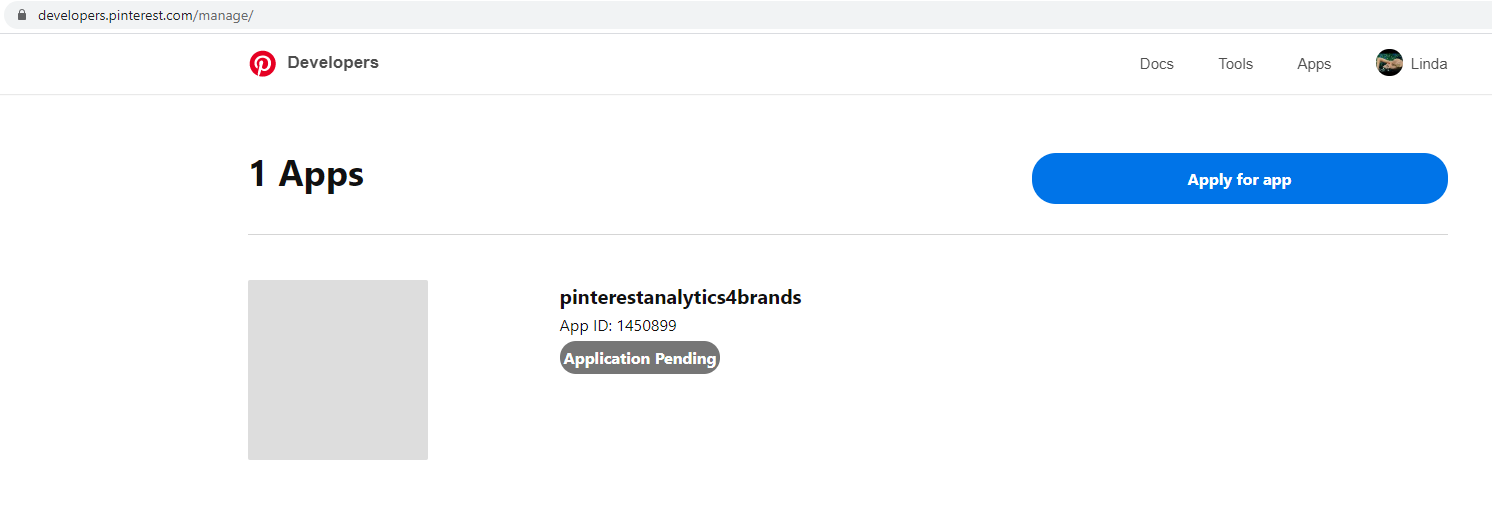 developers.pinterest.com/manage/
Developers Docs Tools Apps Linda
1 Apps Apply for app
pinterestanalytics4brands
App ID: 1450899
Application Pending